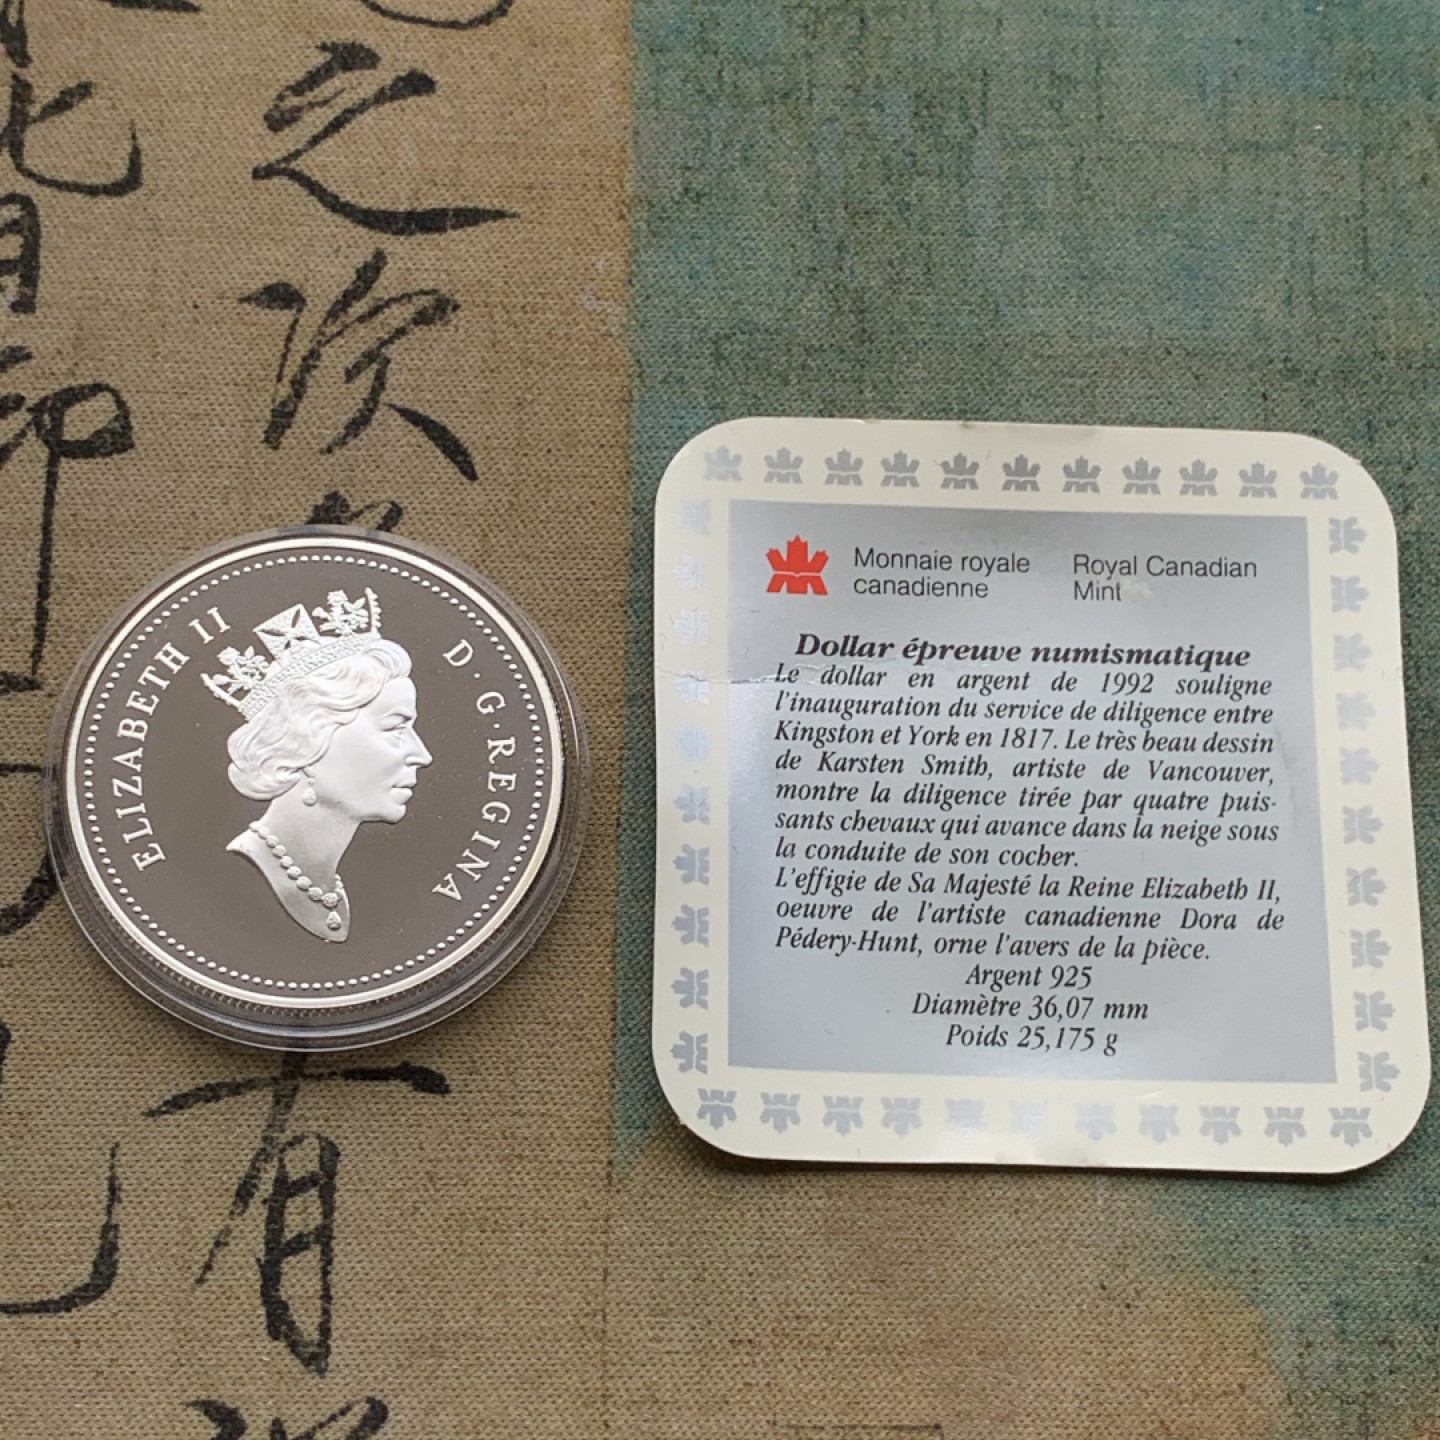 之
次
有
ELIZABETH II
D·G·REGINA
Monnaie royale
canadienne
Royal Canadian
Mint
Dollar épreuve numismatique
Le dollar en argent de 1992 souligne
l'inauguration du service de diligence entre
Kingston et York en 1817. Le très beau dessin
de Karsten Smith, artiste de Vancouver,
montre la diligence tirée par quatre puis-
sants chevaux qui avance dans la neige sous
la conduite de son cocher.
L'effigie de Sa Majesté la Reine Elizabeth II,
oeuvre de l'artiste canadienne Dora de
Pédery-Hunt, orne l'avers de la pièce.
Argent 925
Diamètre 36,07 mm
Poids 25,175 g